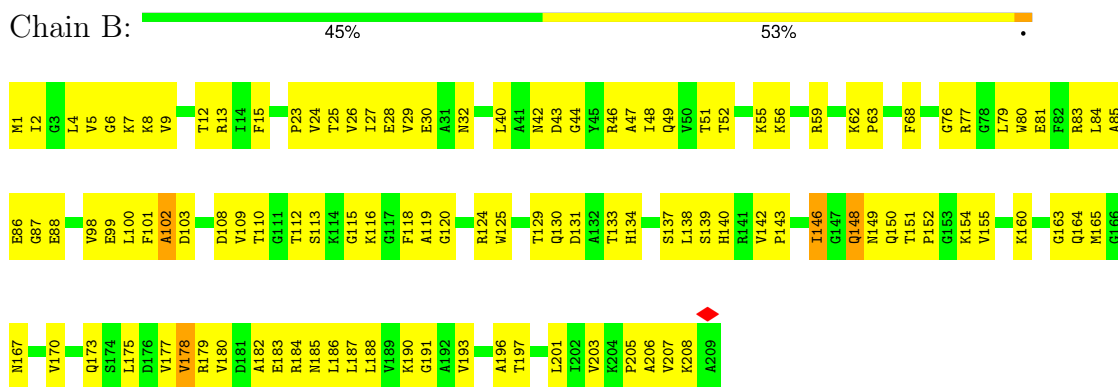 Chain B:
45% 53% •
M1 I2 G3 L4 V5 G6 K7 K8 V9 T12 R13 I14 F15 P23 V24 T25 V26 I27 E28 V29 E30 A31 N32 L40 A41 N42 D43 G44 Y45 R46 A47 I48 Q49 V50 T51 T52 K55 K56 R59 K62 P63 F68 G76 R77 G78 L79 W80 E81 F82 R83 L84 A85
E86 G87 E88 V98 E99 L100 F101 A102 D103 D108 V109 T110 G111 T112 S113 K114 G115 K116 G117 F118 A119 G120 R124 W125 T129 Q130 D131 A132 T133 H134 S137 L138 S139 H140 R141 V142 P143 I146 G147 Q148 N149 Q150 T151 P152 G153 K154 V155 K160 G163 Q164 M165 G166
N167 V170 Q173 S174 L175 D176 V177 V178 R179 V180 D181 A182 E183 R184 N185 L186 L187 L188 V189 K190 G191 A192 V193 A196 T197 L201 I202 V203 K204 P205 A206 V207 K208 A209